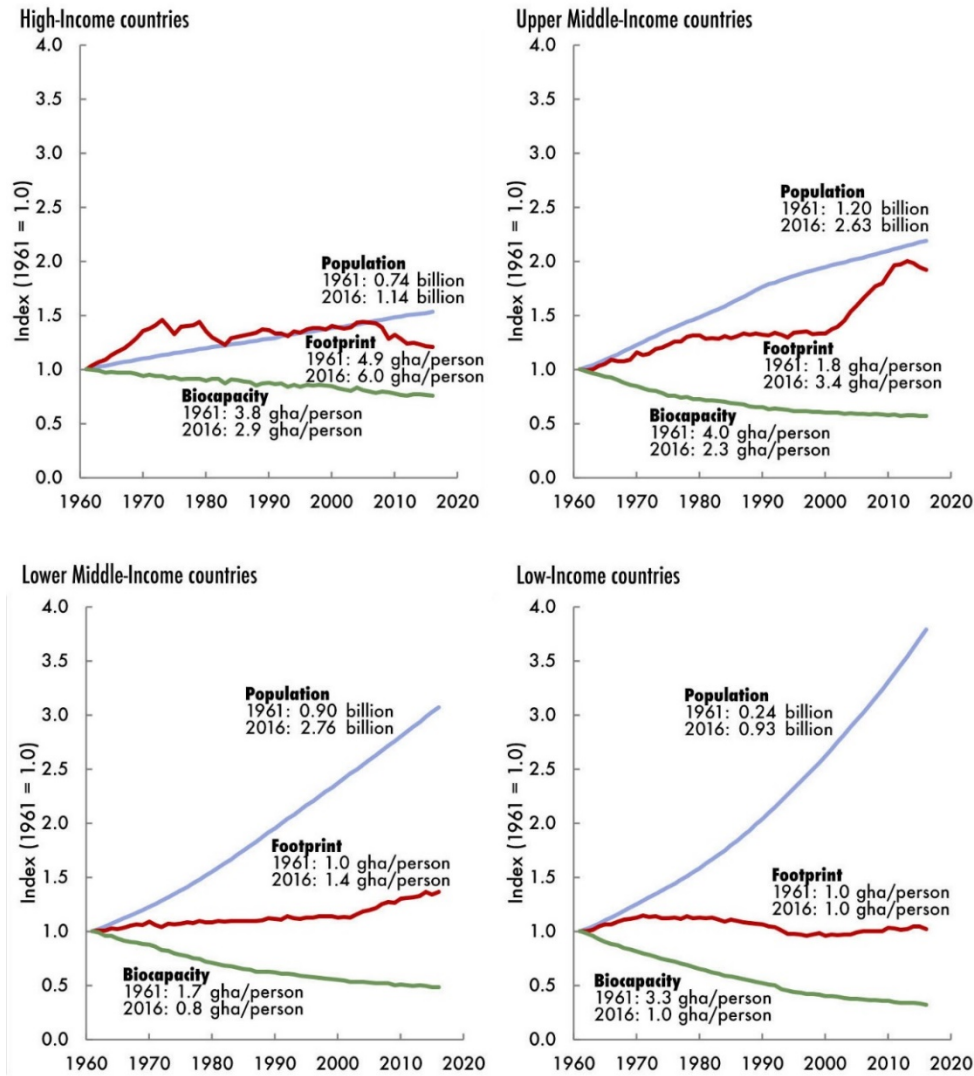 High-Income countries
4.0
3.5
3.0
2.5
2.0
1.5
1.0
0.5
0.0
Index (1961 = 1.0)
Population
1961: 0.74 billion
2016: 1.14 billion
Footprint
1961: 4.9 gha/person
2016: 6.0 gha/person
Biocapacity
1961: 3.8 gha/person
2016: 2.9 gha/person
1960 1970 1980 1990 2000 2010 2020
Upper Middle-Income countries
4.0
3.5
3.0
2.5
2.0
1.5
1.0
0.5
0.0
Index (1961 = 1.0)
Population
1961: 1.20 billion
2016: 2.63 billion
Footprint
1961: 1.8 gha/person
2016: 3.4 gha/person
Biocapacity
1961: 4.0 gha/person
2016: 2.3 gha/person
1960 1970 1980 1990 2000 2010 2020
Lower Middle-Income countries
4.0
3.5
3.0
2.5
2.0
1.5
1.0
0.5
0.0
Index (1961 = 1.0)
Population
1961: 0.90 billion
2016: 2.76 billion
Footprint
1961: 1.0 gha/person
2016: 1.4 gha/person
Biocapacity
1961: 1.7 gha/person
2016: 0.8 gha/person
1960 1970 1980 1990 2000 2010 2020
Low-Income countries
4.0
3.5
3.0
2.5
2.0
1.5
1.0
0.5
0.0
Index (1961 = 1.0)
Population
1961: 0.24 billion
2016: 0.93 billion
Footprint
1961: 1.0 gha/person
2016: 1.0 gha/person
Biocapacity
1961: 3.3 gha/person
2016: 1.0 gha/person
1960 1970 1980 1990 2000 2010 2020